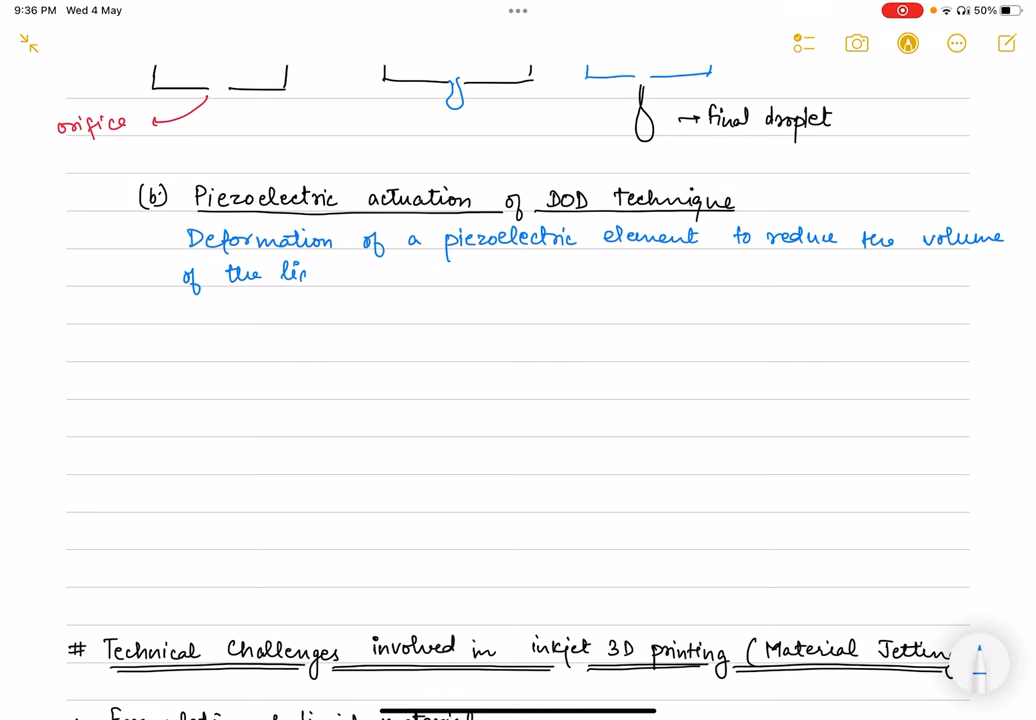 9:36 PM Wed 4 May
50%
orifice
→ final droplet
(b) Piezoelectric actuation of DOD technique
Deformation of a piezoelectric element to reduce the volume
of the
# Technical Challenges involved in inkjet 3D printing (Material Jetting